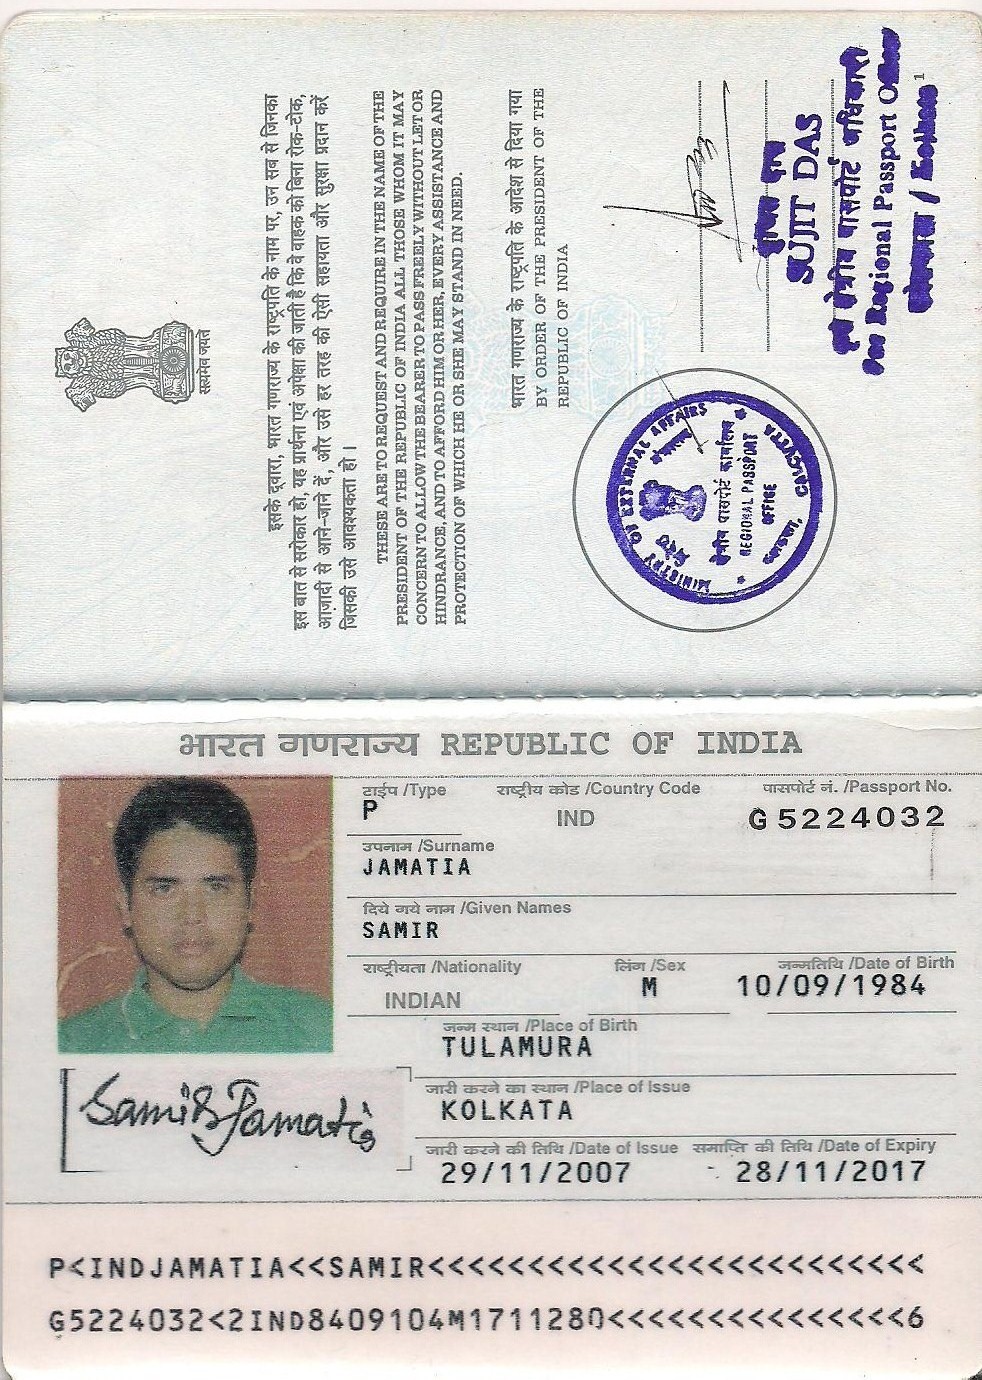 सत्यमेव जयते
इसके द्वारा, भारत गणराज्य के राष्ट्रपति के नाम पर, उन सब से जिनका
इस बात से सरोकार हो, यह प्रार्थना एवं अपेक्षा की जाती है कि वे वाहक को बिना रोक-टोक,
आज़ादी से आने-जाने दें, और उसे हर तरह की ऐसी सहायता और सुरक्षा प्रदान करें
जिसकी उसे आवश्यकता हो।
THESE ARE TO REQUEST AND REQUIRE IN THE NAME OF THE
PRESIDENT OF THE REPUBLIC OF INDIA ALL THOSE WHOM IT MAY
CONCERN TO ALLOW THE BEARER TO PASS FREELY WITHOUT LET OR
HINDRANCE, AND TO AFFORD HIM OR HER, EVERY ASSISTANCE AND
PROTECTION OF WHICH HE OR SHE MAY STAND IN NEED.
भारत गणराज्य के राष्ट्रपति के आदेश से दिया गया
BY ORDER OF THE PRESIDENT OF THE
REPUBLIC OF INDIA
SUJIT DAS
क्षेत्रीय पासपोर्ट अधिकारी
Regional Passport Officer
1
MINISTRY OF EXTERNAL AFFAIRS
क्षेत्रीय पासपोर्ट कार्यालय
REGIONAL PASSPORT
OFFICE
CALCUTTA
भारत गणराज्य REPUBLIC OF INDIA
टाईप /Type राष्ट्रीय कोड /Country Code पासपोर्ट नं. /Passport No.
P IND G 5224032
उपनाम /Surname
JAMATIA
दिये गये नाम /Given Names
SAMIR
राष्ट्रीयता /Nationality लिंग /Sex जन्मतिथि /Date of Birth
INDIAN M 10/09/1984
जन्म स्थान /Place of Birth
TULAMURA
जारी करने का स्थान /Place of Issue
KOLKATA
Samir Jamatia
जारी करने की तिथि /Date of Issue समाप्ति की तिथि /Date of Expiry
29/11/2007 28/11/2017
P<INDJAMATIA<<SAMIR<<<<<<<<<<<<<<<<<<<<<<<<<
G5224032<2IND8409104M1711280<<<<<<<<<<<<<<<6